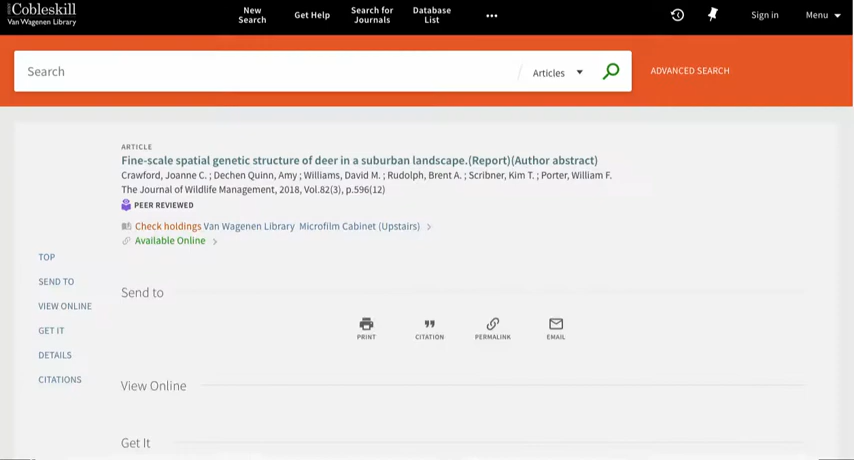 Cobleskill
Van Wagenen Library
New
Search
Get Help
Search for
Journals
Database
List
Sign in
Menu
Search
Articles
ADVANCED SEARCH
ARTICLE
Fine-scale spatial genetic structure of deer in a suburban landscape.(Report)(Author abstract)
Crawford, Joanne C. ; Dechen Quinn, Amy ; Williams, David M. ; Rudolph, Brent A. ; Scribner, Kim T. ; Porter, William F.
The Journal of Wildlife Management, 2018, Vol.82(3), p.596(12)
PEER REVIEWED
Check holdings Van Wagenen Library Microfilm Cabinet (Upstairs)
Available Online
TOP
SEND TO
VIEW ONLINE
GET IT
DETAILS
CITATIONS
Send to
PRINT
CITATION
PERMALINK
EMAIL
View Online
Get It